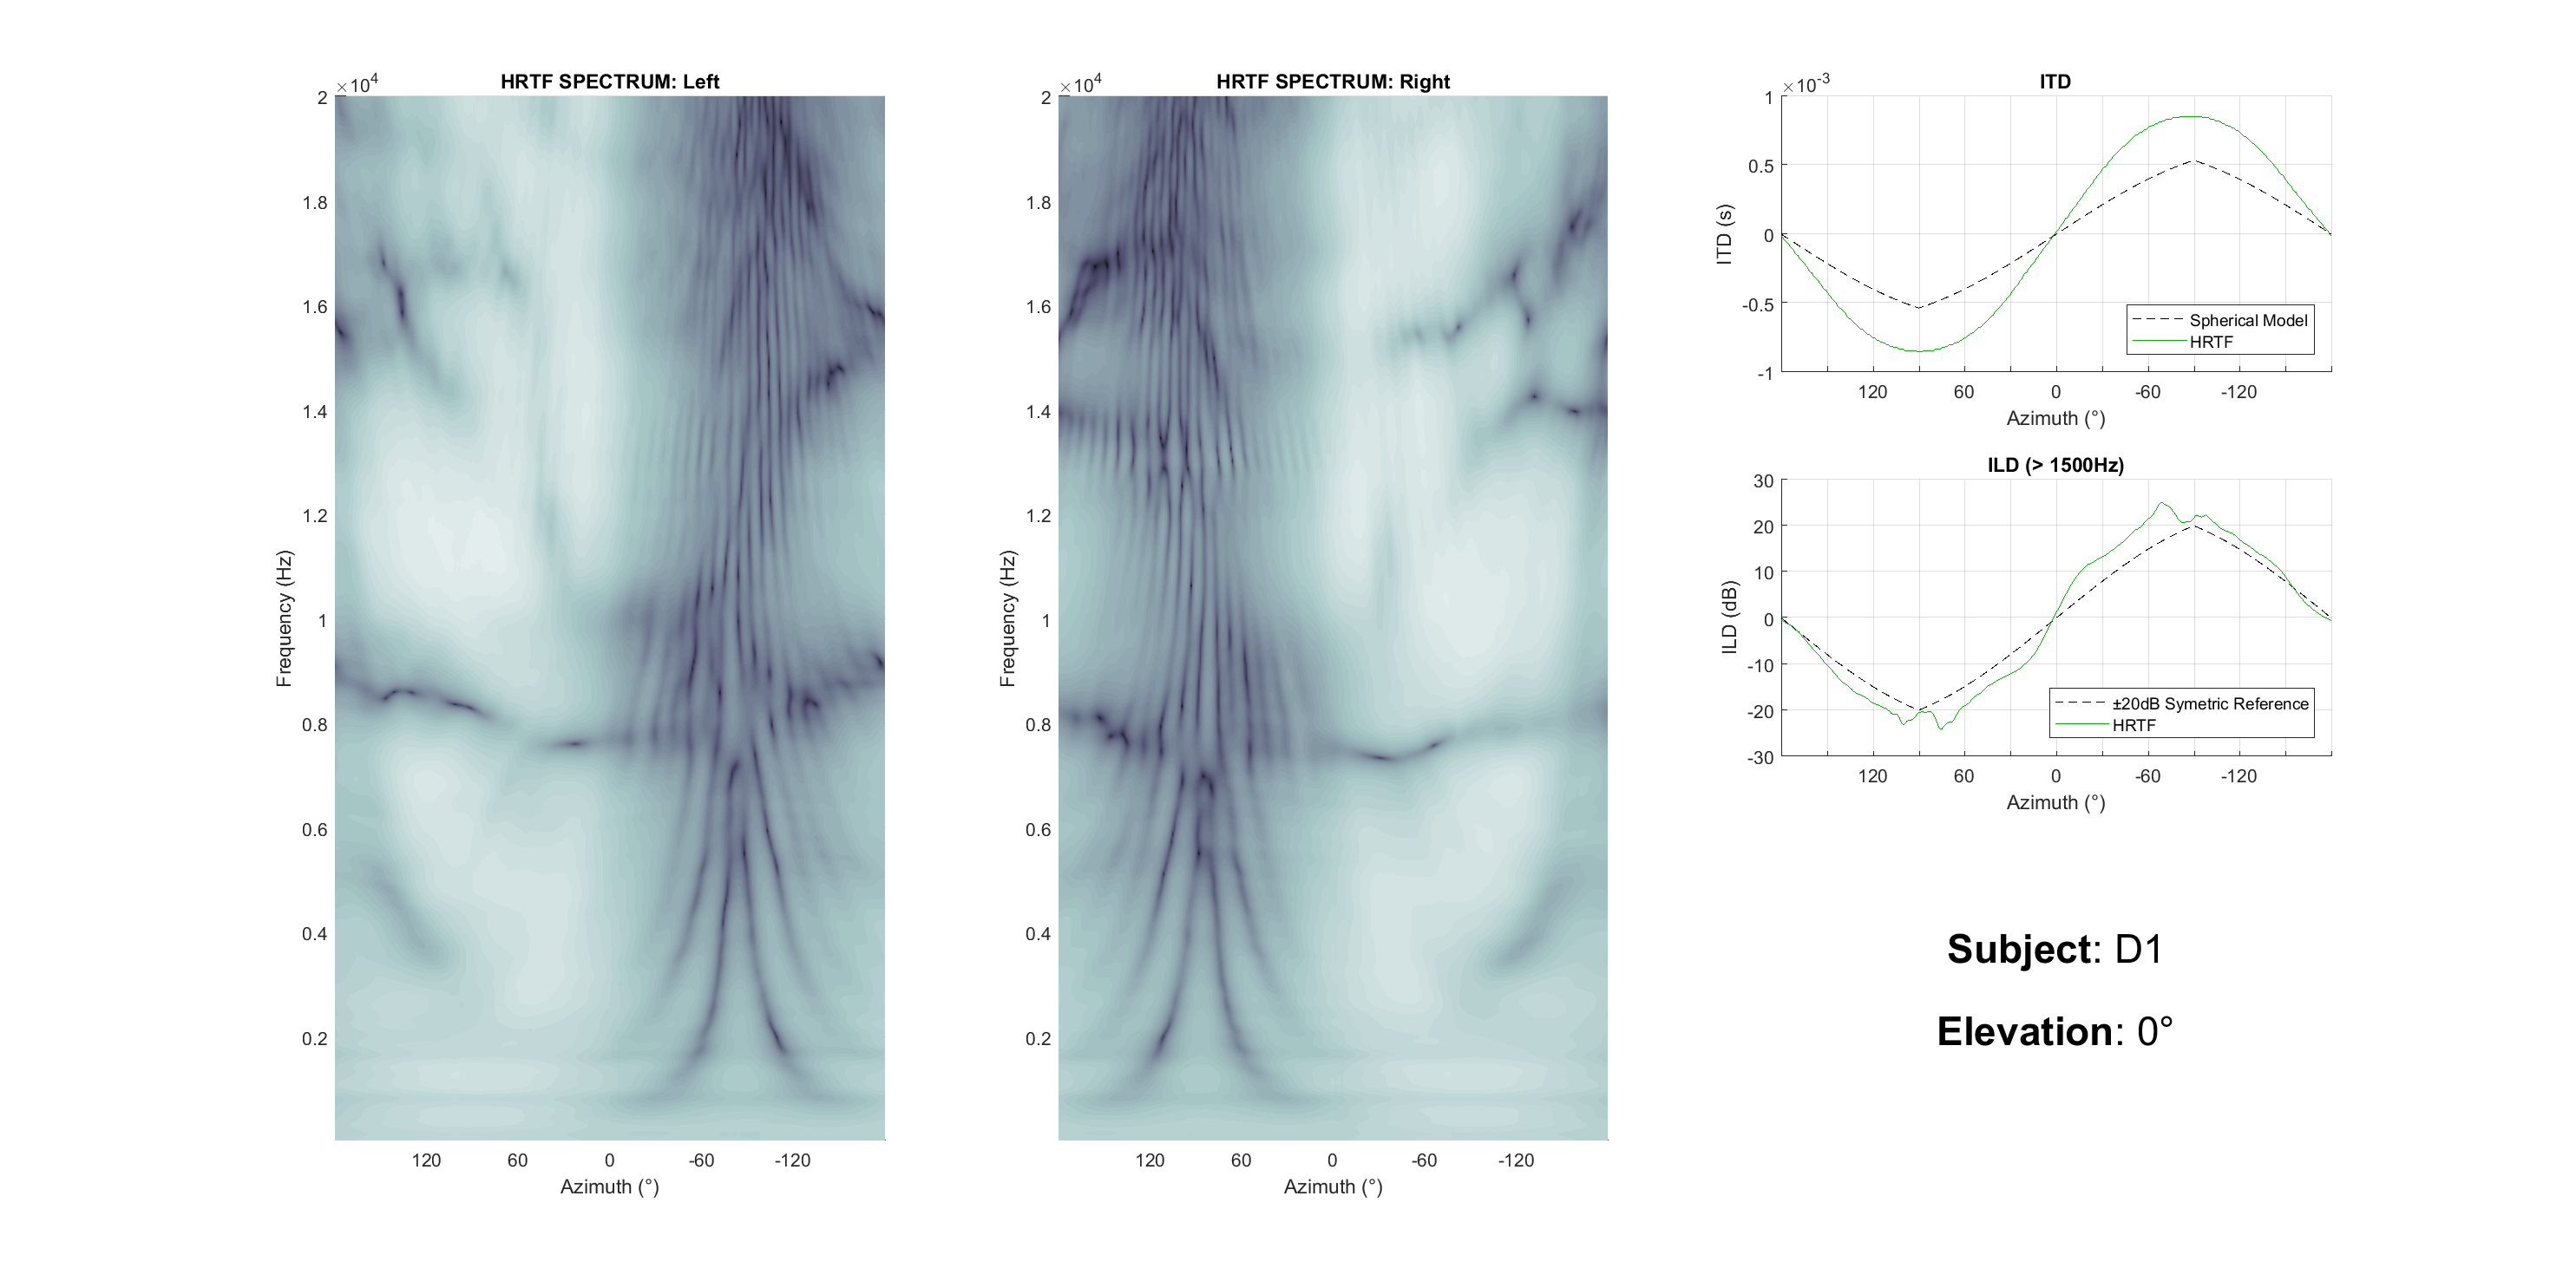 HRTF SPECTRUM: Left
×10⁴
2
1.8
1.6
1.4
1.2
1
0.8
0.6
0.4
0.2
Frequency (Hz)
120 60 0 -60 -120
Azimuth (°)
HRTF SPECTRUM: Right
×10⁴
2
1.8
1.6
1.4
1.2
1
0.8
0.6
0.4
0.2
Frequency (Hz)
120 60 0 -60 -120
Azimuth (°)
ITD
×10⁻³
1
0.5
0
-0.5
-1
ITD (s)
Spherical Model
HRTF
120 60 0 -60 -120
Azimuth (°)
ILD (> 1500Hz)
30
20
10
0
-10
-20
-30
ILD (dB)
±20dB Symetric Reference
HRTF
120 60 0 -60 -120
Azimuth (°)
Subject: D1
Elevation: 0°